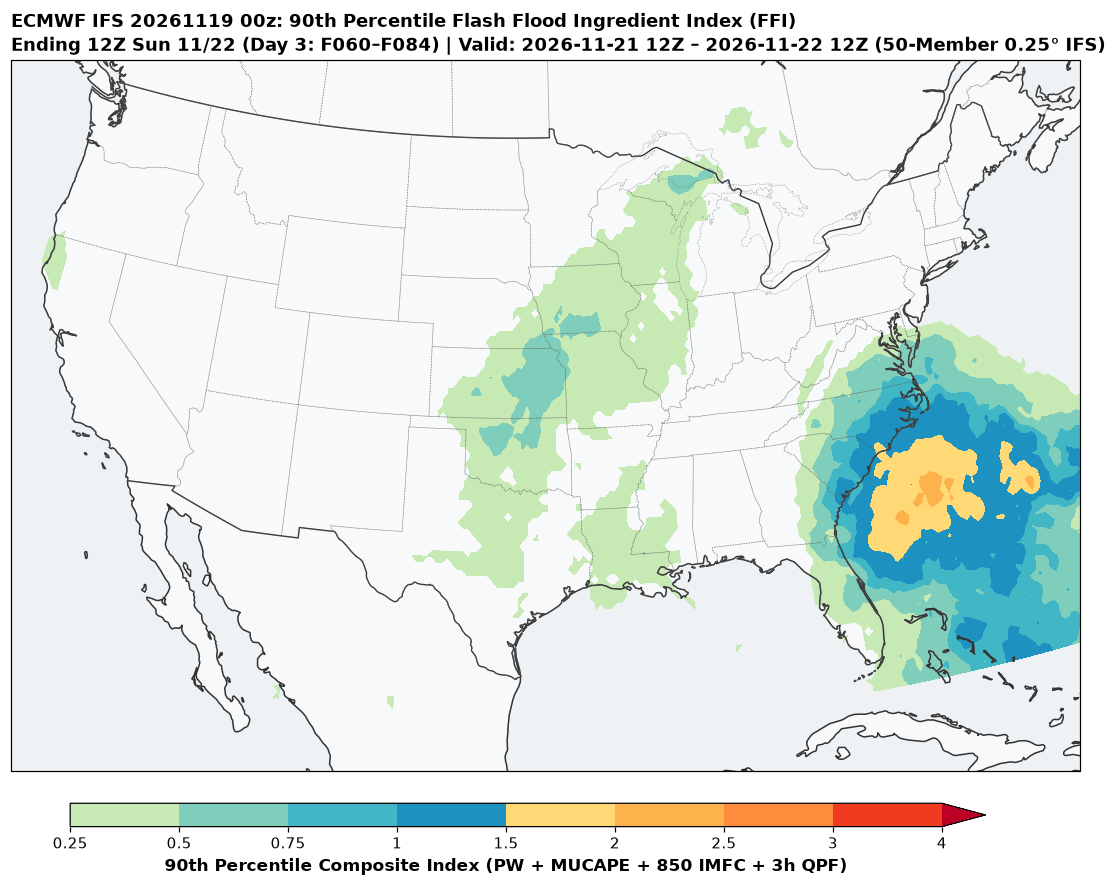 ECMWF IFS 20261119 00z: 90th Percentile Flash Flood Ingredient Index (FFI)
Ending 12Z Sun 11/22 (Day 3: F060–F084) | Valid: 2026-11-21 12Z – 2026-11-22 12Z (50-Member 0.25° IFS)
0.25 0.5 0.75 1 1.5 2 2.5 3 4
90th Percentile Composite Index (PW + MUCAPE + 850 IMFC + 3h QPF)